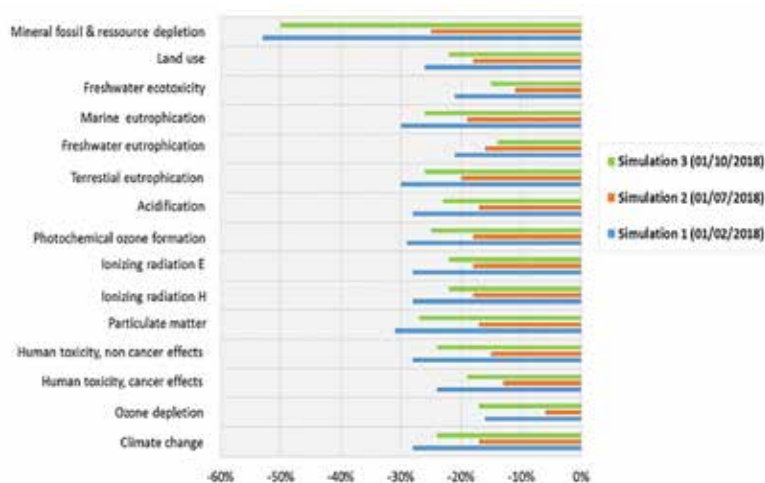 Mineral fossil & ressource depletion
Land use
Freshwater ecotoxicity
Marine eutrophication
Freshwater eutrophication
Terrestial eutrophication
Acidification
Photochemical ozone formation
Ionizing radiation E
Ionizing radiation H
Particulate matter
Human toxicity, non cancer effects
Human toxicity, cancer effects
Ozone depletion
Climate change
-60% -50% -40% -30% -20% -10% 0%
Simulation 3 (01/10/2018)
Simulation 2 (01/07/2018)
Simulation 1 (01/02/2018)